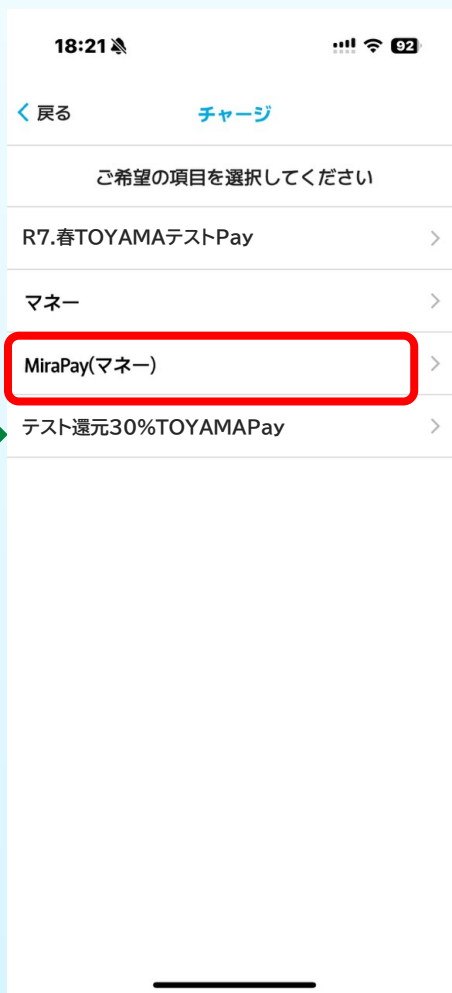 18:21
92
戻る
チャージ
ご希望の項目を選択してください
R7.春TOYAMAテストPay
マネー
MiraPay(マネー)
テスト還元30%TOYAMAPay